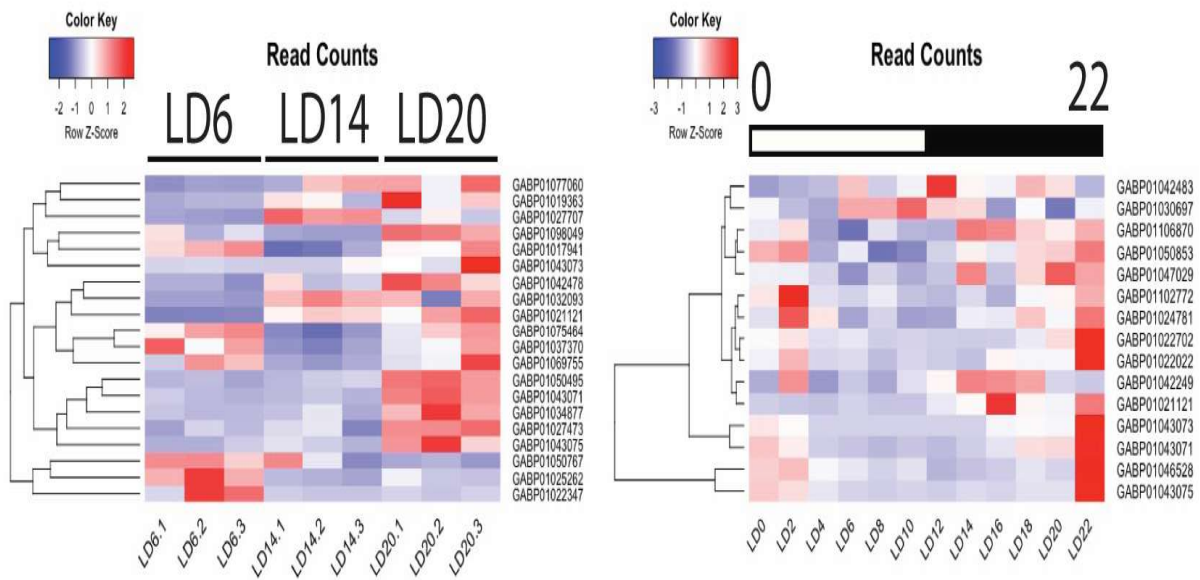 Color Key
-2 -1 0 1 2
Row Z-Score
Read Counts
LD6 LD14 LD20
GABP01077060
GABP01019363
GABP01027707
GABP01098049
GABP01017941
GABP01043073
GABP01042478
GABP01032093
GABP01021121
GABP01075464
GABP01037370
GABP01069755
GABP01050495
GABP01043071
GABP01034877
GABP01027473
GABP01043075
GABP01050767
GABP01025262
GABP01022347
LD6.1 LD6.2 LD6.3 LD14.1 LD14.2 LD14.3 LD20.1 LD20.2 LD20.3
Color Key
-3 -1 1 2 3
Row Z-Score
Read Counts
0 22
GABP01042483
GABP01030697
GABP01106870
GABP01050853
GABP01047029
GABP01102772
GABP01024781
GABP01022702
GABP01022022
GABP01042249
GABP01021121
GABP01043073
GABP01043071
GABP01046528
GABP01043075
LD0 LD2 LD4 LD6 LD8 LD10 LD12 LD14 LD16 LD18 LD20 LD22